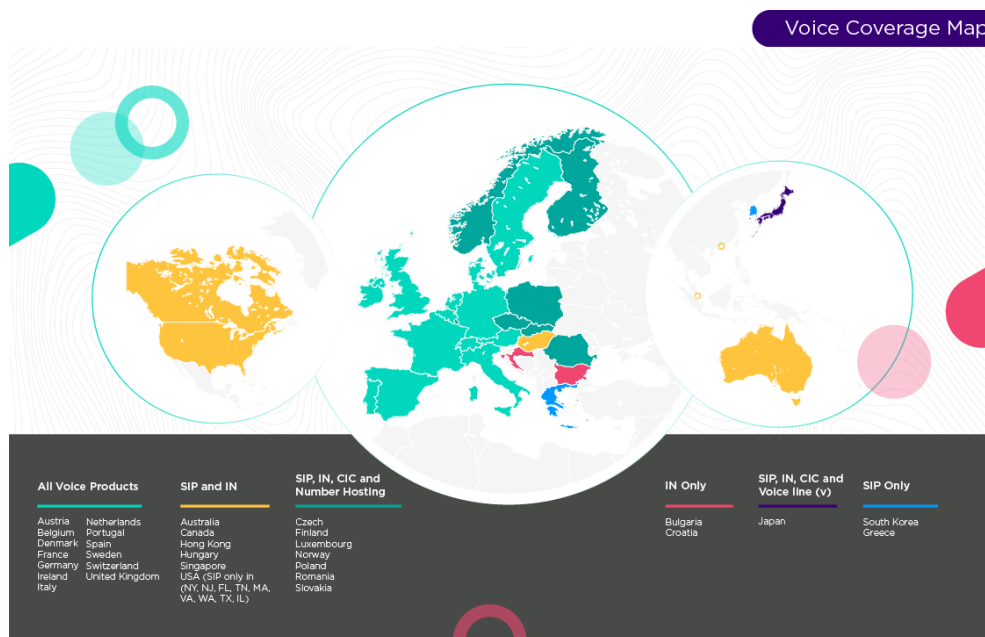 Voice Coverage Map
All Voice Products
Austria
Belgium
Denmark
France
Germany
Ireland
Italy
Netherlands
Portugal
Spain
Sweden
Switzerland
United Kingdom
SIP and IN
Australia
Canada
Hong Kong
Hungary
Singapore
USA (SIP only in
(NY, NJ, FL, TN, MA,
VA, WA, TX, IL)
SIP, IN, CIC and
Number Hosting
Czech
Finland
Luxembourg
Norway
Poland
Romania
Slovakia
IN Only
Bulgaria
Croatia
SIP, IN, CIC and
Voice line (v)
Japan
SIP Only
South Korea
Greece